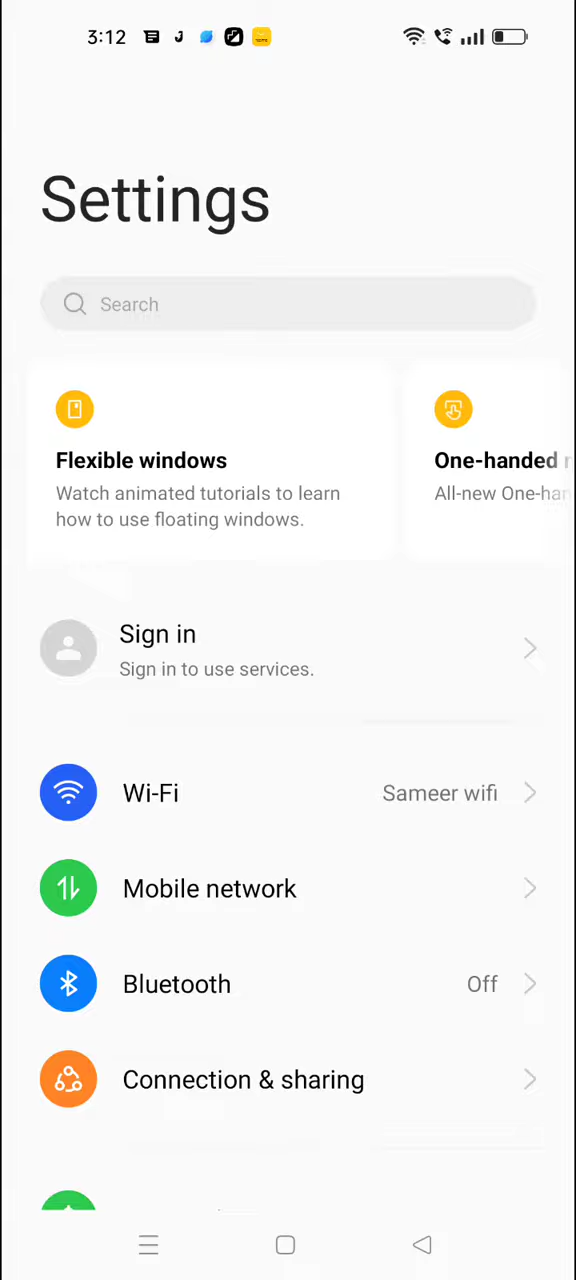 3:12
Settings
Search
Flexible windows
Watch animated tutorials to learn
how to use floating windows.
One-handed
All-new One-han
Sign in
Sign in to use services.
Wi-Fi
Sameer wifi
Mobile network
Bluetooth
Off
Connection & sharing